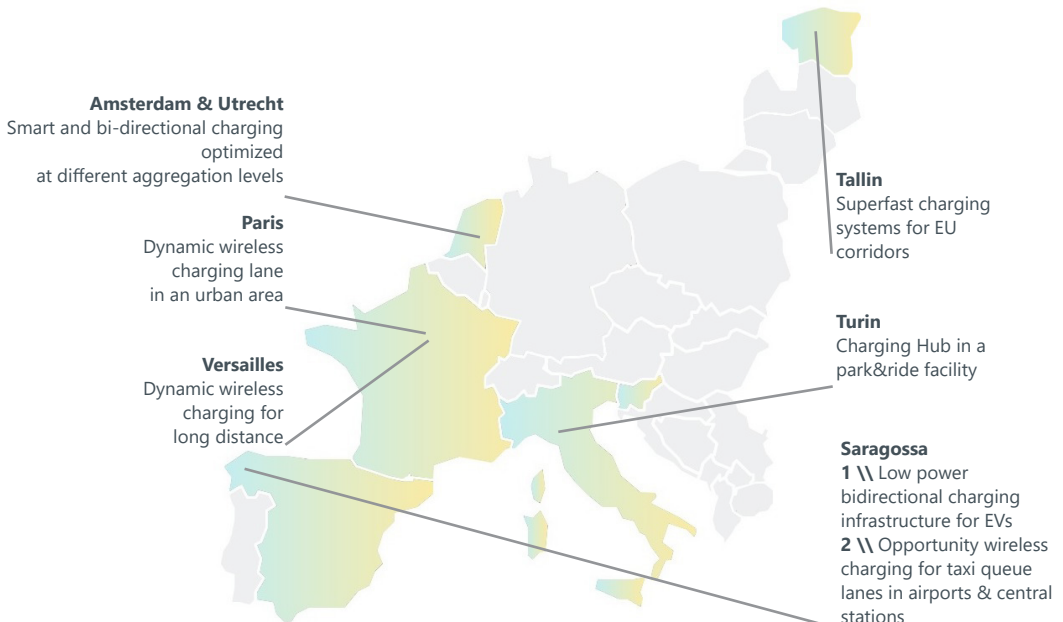 Amsterdam & Utrecht
Smart and bi-directional charging
optimized
at different aggregation levels
Paris
Dynamic wireless
charging lane
in an urban area
Versailles
Dynamic wireless
charging for
long distance
Tallin
Superfast charging
systems for EU
corridors
Turin
Charging Hub in a
park&ride facility
Saragossa
1 \\ Low power
bidirectional charging
infrastructure for EVs
2 \\ Opportunity wireless
charging for taxi queue
lanes in airports & central
stations